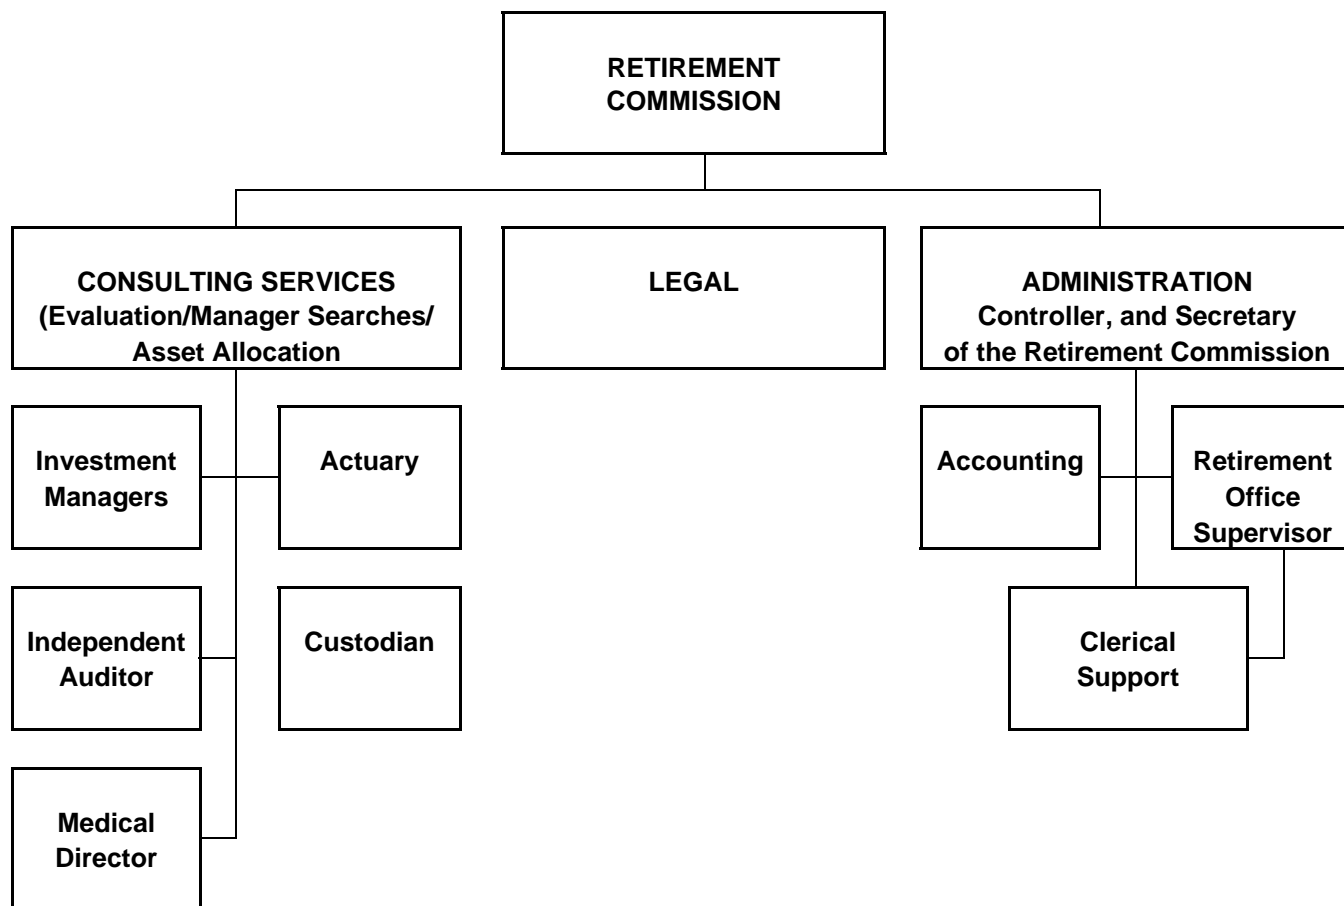 RETIREMENT
COMMISSION
CONSULTING SERVICES
(Evaluation/Manager Searches/
Asset Allocation
LEGAL
ADMINISTRATION
Controller, and Secretary
of the Retirement Commission
Investment
Managers
Actuary
Accounting
Retirement
Office
Supervisor
Independent
Auditor
Custodian
Clerical
Support
Medical
Director